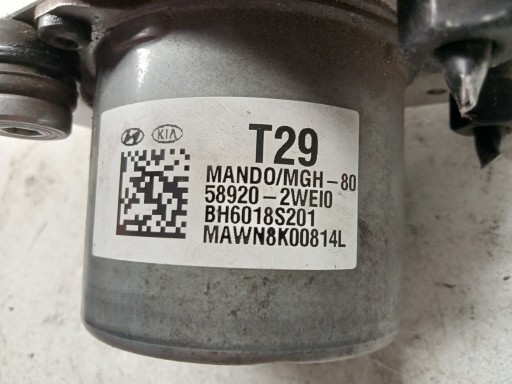 KIA
T29
MANDO/MGH-80
58920-2WEI0
BH6018S201
MAWN8K00814L